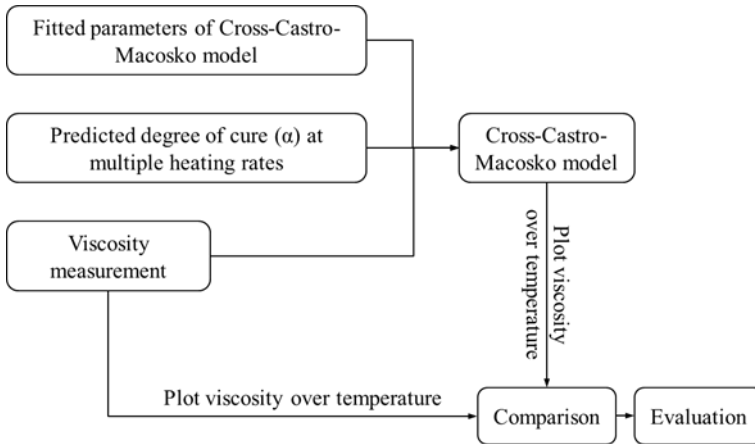 Fitted parameters of Cross-Castro-
Macosko model
Predicted degree of cure (α) at
multiple heating rates
Cross-Castro-
Macosko model
Viscosity
measurement
Plot viscosity
over temperature
Plot viscosity over temperature
Comparison
Evaluation